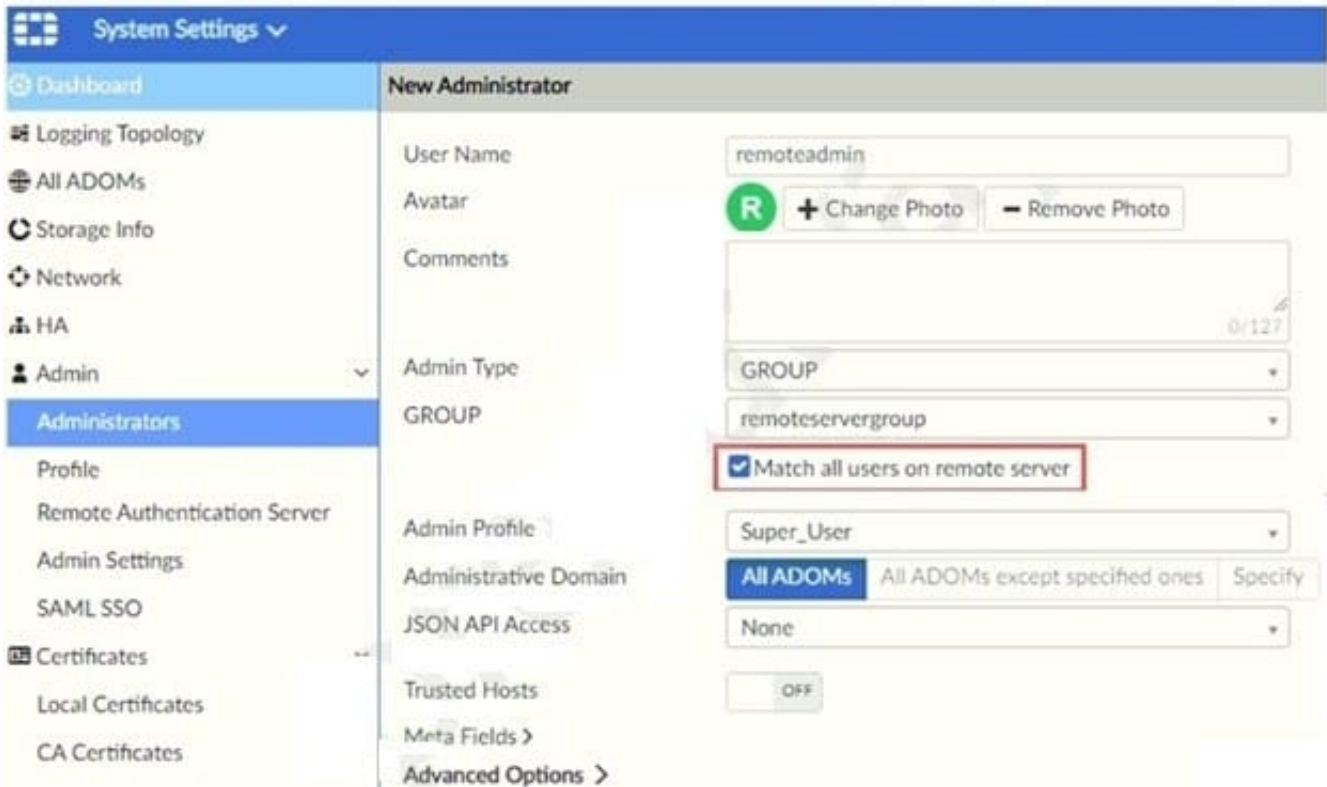 System Settings
Dashboard
Logging Topology
All ADOMs
Storage Info
Network
HA
Admin
Administrators
Profile
Remote Authentication Server
Admin Settings
SAML SSO
Certificates
Local Certificates
CA Certificates
New Administrator
User Name remoteadmin
Avatar R + Change Photo − Remove Photo
Comments
0/127
Admin Type GROUP
GROUP remoteservergroup
Match all users on remote server
Admin Profile Super_User
Administrative Domain All ADOMs All ADOMs except specified ones Specify
JSON API Access None
Trusted Hosts OFF
Meta Fields >
Advanced Options >